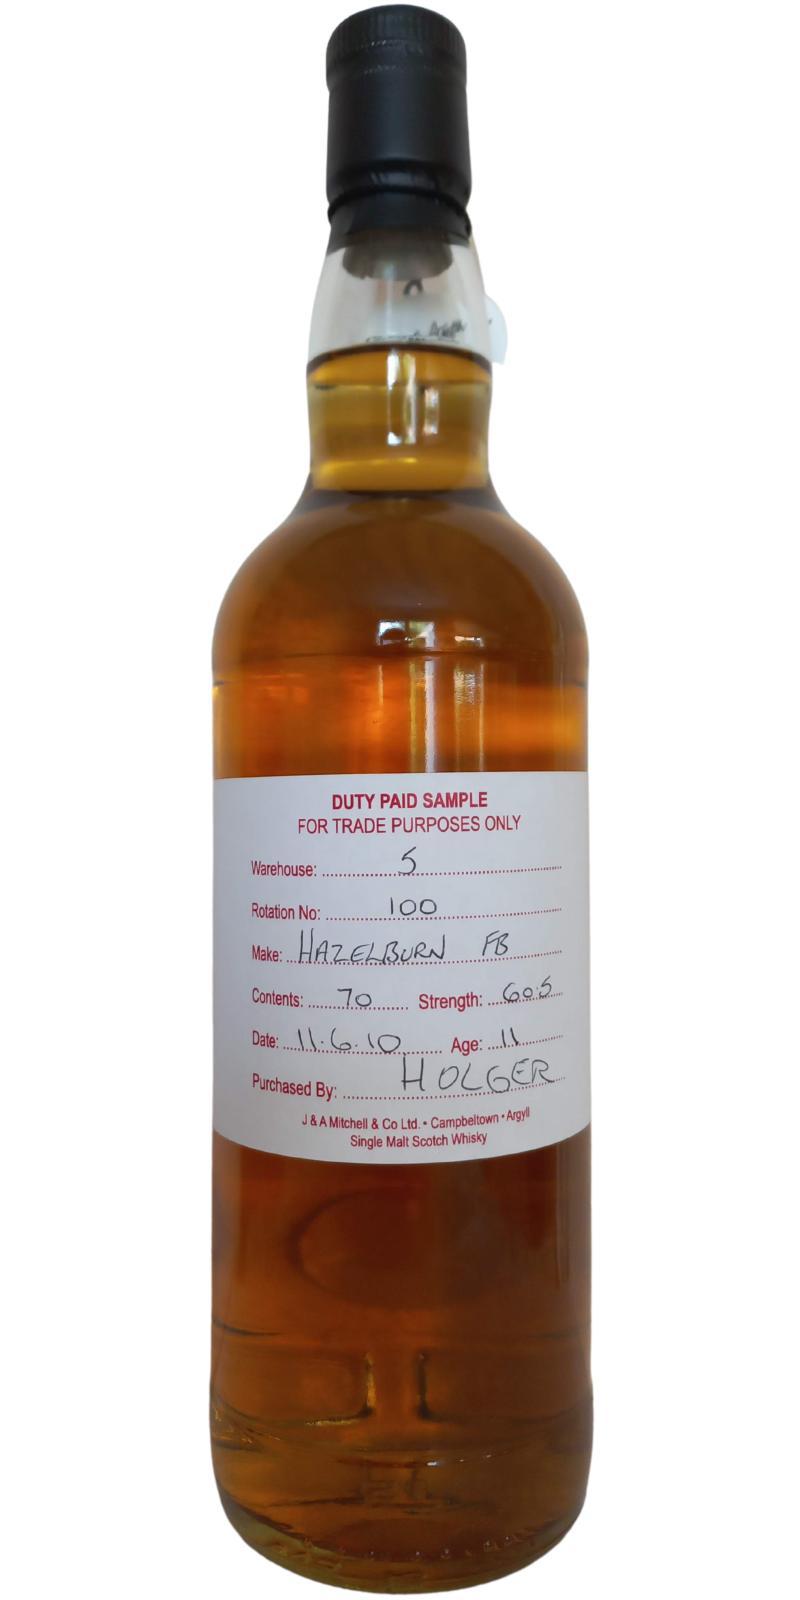 DUTY PAID SAMPLE
FOR TRADE PURPOSES ONLY
Warehouse: 5
Rotation No: 100
Make: HAZELBURN FB
Contents: 70 Strength: 60.5
Date: 11.6.10 Age: 11
Purchased By: HOLGER
J & A Mitchell & Co Ltd. • Campbeltown • Argyll
Single Malt Scotch Whisky